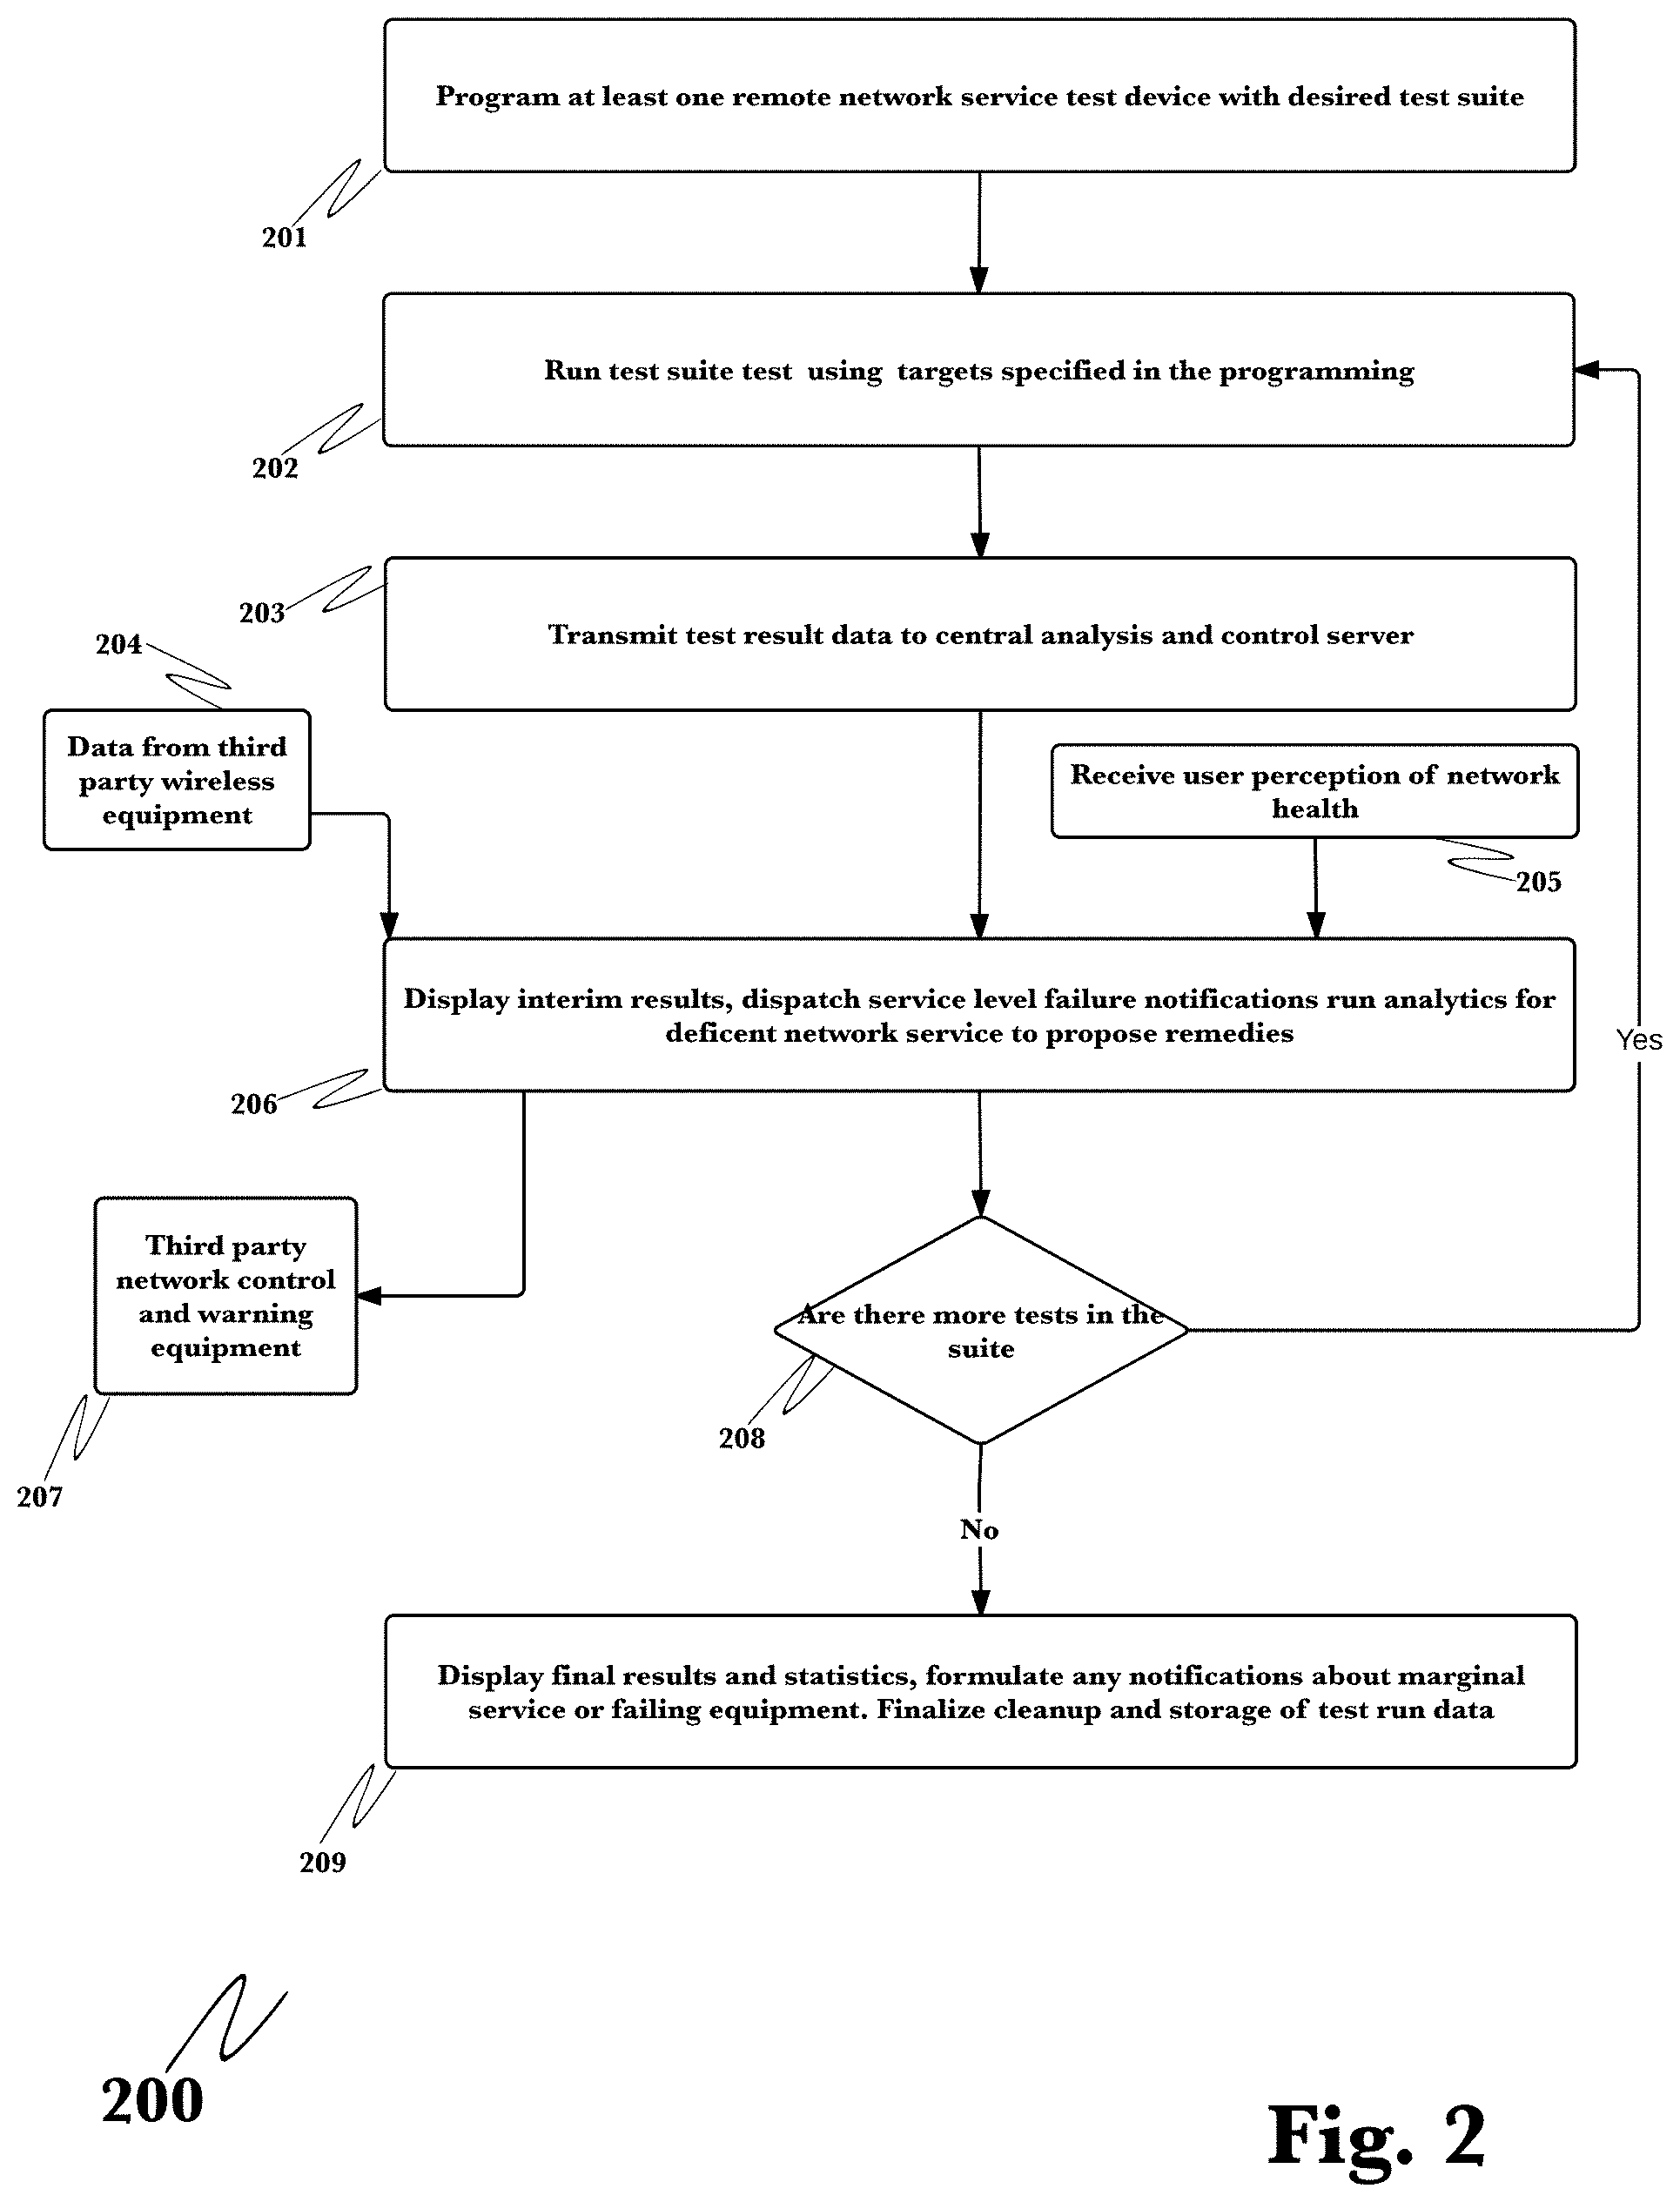 Program at least one remote network service test device with desired test suite
201
Run test suite test using targets specified in the programming
202
203
Transmit test result data to central analysis and control server
204
Data from third
party wireless
equipment
Receive user perception of network
health
205
Display interim results, dispatch service level failure notifications run analytics for
deficent network service to propose remedies
Yes
206
Third party
network control
and warning
equipment
207
Are there more tests in the
suite
208
No
Display final results and statistics, formulate any notifications about marginal
service or failing equipment. Finalize cleanup and storage of test run data
209
200
Fig. 2